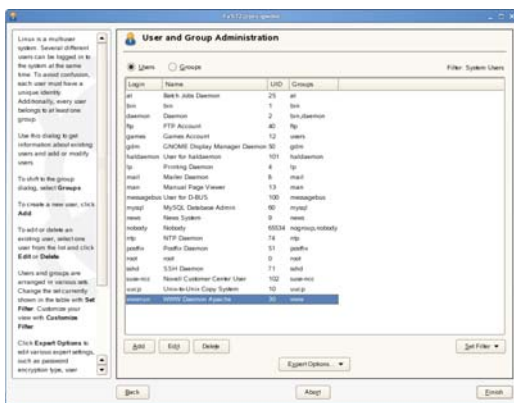 YaST2
Linux is a multiuser
system. Several different
users can be logged in to
the system at the same
time. To avoid confusion,
each user must have a
unique identity.
Additionally, every user
belongs to at least one
group.
Use this dialog to get
information about existing
users and add or modify
users.
To shift to the group
dialog, select Groups.
To create a new user, click
Add.
To edit or delete an
existing user, select one
user from the list and click
Edit or Delete.
Users and groups are
arranged in various sets.
Change the set currently
shown in the table with Set
Filter. Customize your
view with Customize
Filter.
Click Expert Options to
edit various expert settings,
such as password
encryption type, user
User and Group Administration
Users Groups Filter: System Users
Login Name UID Groups
at Batch Jobs Daemon 25 at
bin bin 1 bin
daemon Daemon 2 bin,daemon
ftp FTP Account 40 ftp
games Games Account 12 users
gdm GNOME Display Manager Daemon 50 gdm
haldaemon User for haldaemon 101 haldaemon
lp Printing Daemon 4 lp
mail Mailer Daemon 8 mail
man Manual Page Viewer 13 man
messagebus User for D-BUS 100 messagebus
mysql MySQL Database Admin 60 mysql
news News System 9 news
nobody Nobody 65534 nogroup,nobody
ntp NTP Daemon 74 ntp
postfix Postfix Daemon 51 postfix
root root 0 root
sshd SSH Daemon 71 sshd
suse-ncc Novell Customer Center User 102 suse-ncc
uucp Unix-to-Unix Copy System 10 uucp
wwwrun WWW Daemon Apache 30 www
Add Edit Delete Set Filter
Expert Options...
Back Abort Finish